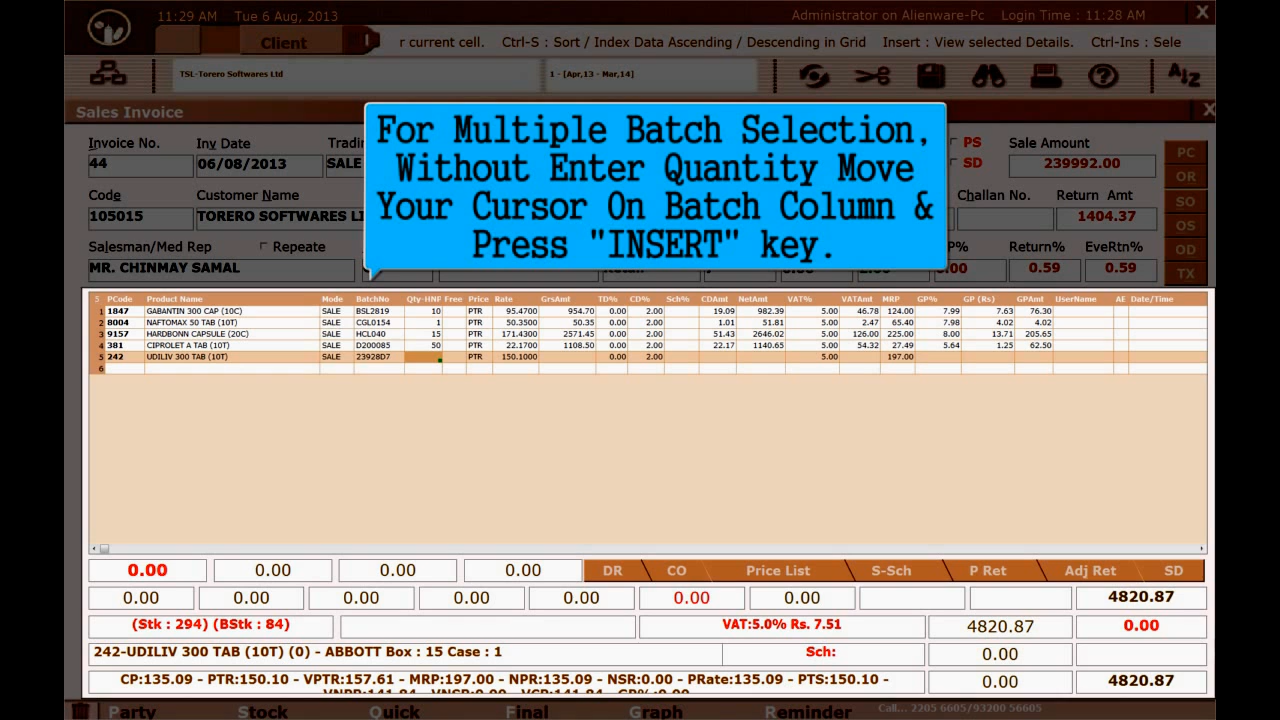 11:29 AM Tue 6 Aug, 2013 Administrator on Alienware-Pc Login Time : 11:28 AM X
Client r current cell. Ctrl-S : Sort / Index Data Ascending / Descending in Grid Insert : View selected Details. Ctrl-Ins : Sele
TSL-Torero Softwares Ltd 1 - [Apr,13 - Mar,14]
Sales Invoice X
For Multiple Batch Selection,
Without Enter Quantity Move
Your Cursor On Batch Column &
Press "INSERT" key.
Invoice No. Inv Date Tradi PS Sale Amount PC
44 06/08/2013 SALE SD 239992.00 OR
Code Customer Name Challan No. Return Amt SO
105015 TORERO SOFTWARES LI 1404.37 OS
Salesman/Med Rep Repeate P% Return% EveRtn% OD
MR. CHINMAY SAMAL .00 0.59 0.59 TX
S PCode Product Name Mode BatchNo Qty-HNF Free Price Rate GrsAmt TD% CD% Sch% CDAmt NetAmt VAT% VATAmt MRP GP% GP (Rs) GPAmt UserName AE Date/Time
1 1847 GABANTIN 300 CAP (10C) SALE BSL2819 10 PTR 95.4700 954.70 0.00 2.00 19.09 982.39 5.00 46.78 124.00 7.99 7.63 76.30
2 8004 NAFTOMAX 50 TAB (10T) SALE CGL0154 1 PTR 50.3500 50.35 0.00 2.00 1.01 51.81 5.00 2.47 65.40 7.98 4.02 4.02
3 9157 HARDBONN CAPSULE (20C) SALE HCL040 15 PTR 171.4300 2571.45 0.00 2.00 51.43 2646.02 5.00 126.00 225.00 8.00 13.71 205.65
4 381 CIPROLET A TAB (10T) SALE D200085 50 PTR 22.1700 1108.50 0.00 2.00 22.17 1140.65 5.00 54.32 27.49 5.64 1.25 62.50
5 242 UDILIV 300 TAB (10T) SALE 23928D7 PTR 150.1000 0.00 2.00 5.00 197.00
6
0.00 0.00 0.00 0.00 DR CO Price List S-Sch P Ret Adj Ret SD
0.00 0.00 0.00 0.00 0.00 0.00 0.00 4820.87
(Stk : 294) (BStk : 84) VAT:5.0% Rs. 7.51 4820.87 0.00
242-UDILIV 300 TAB (10T) (0) - ABBOTT Box : 15 Case : 1 Sch: 0.00
CP:135.09 - PTR:150.10 - VPTR:157.61 - MRP:197.00 - NPR:135.09 - NSR:0.00 - PRate:135.09 - PTS:150.10 - 0.00 4820.87
Party Stock Quick Final Graph Reminder Call... 2205 6605/93200 56605